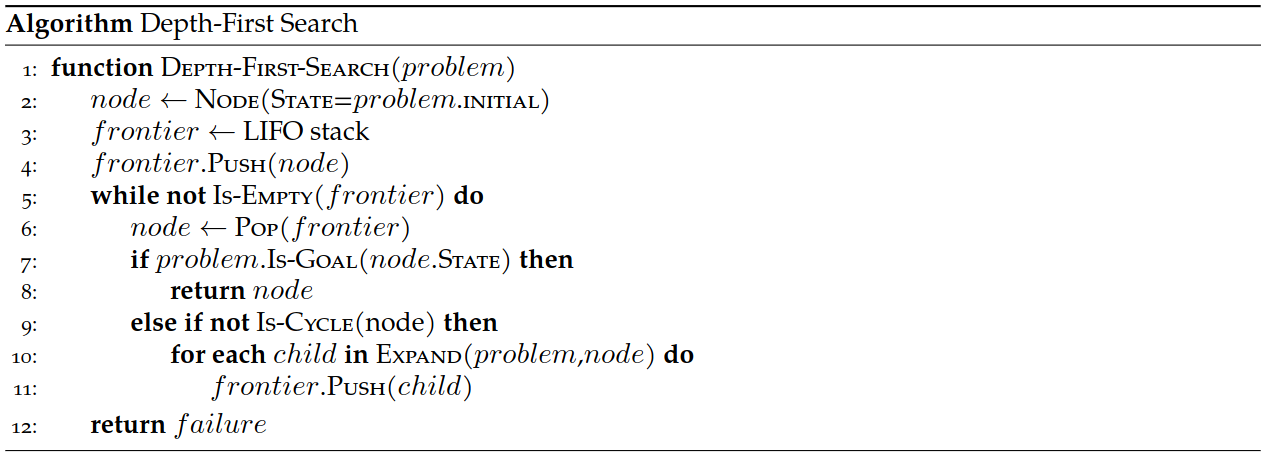 Algorithm Depth-First Search
1: function Depth-First-Search(problem)
2: node ← Node(State=problem.initial)
3: frontier ← LIFO stack
4: frontier.Push(node)
5: while not Is-Empty(frontier) do
6: node ← Pop(frontier)
7: if problem.Is-Goal(node.State) then
8: return node
9: else if not Is-Cycle(node) then
10: for each child in Expand(problem,node) do
11: frontier.Push(child)
12: return failure